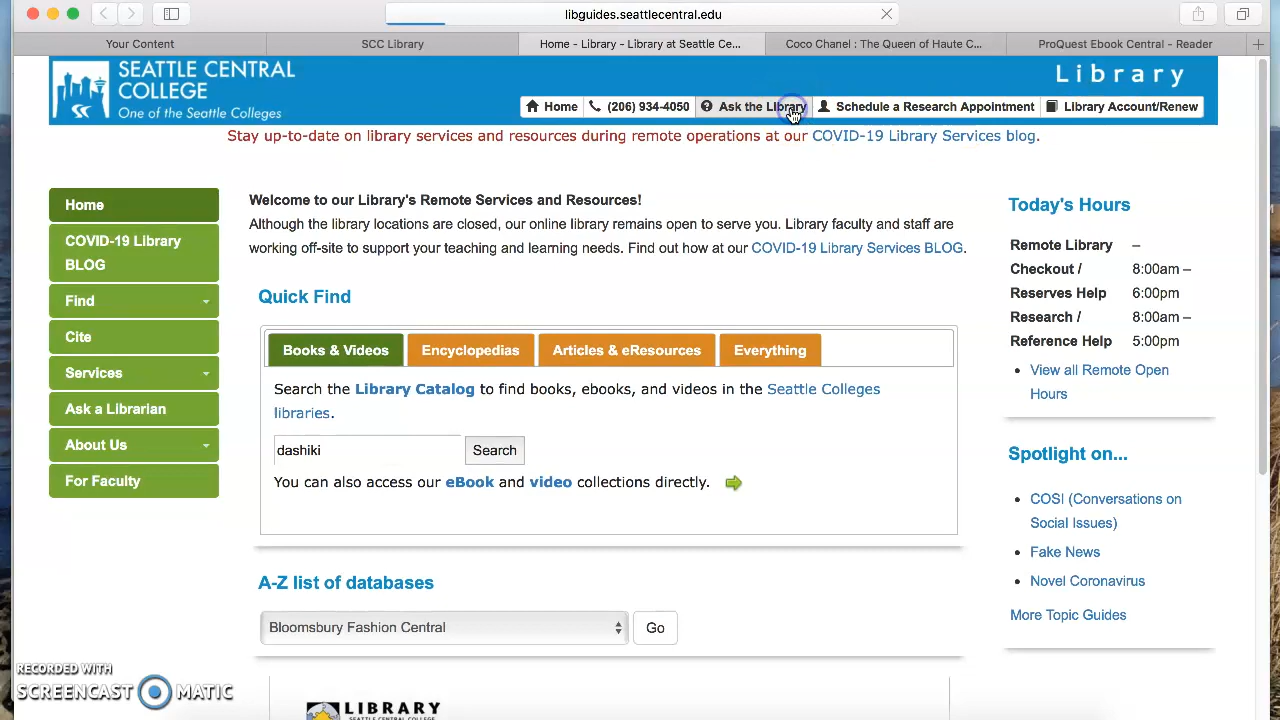 libguides.seattlecentral.edu
Your Content
SCC Library
Home - Library - Library at Seattle Ce...
Coco Chanel : The Queen of Haute C...
ProQuest Ebook Central - Reader
SEATTLE CENTRAL
COLLEGE
One of the Seattle Colleges
Library
Home
(206) 934-4050
Ask the Library
Schedule a Research Appointment
Library Account/Renew
Stay up-to-date on library services and resources during remote operations at our COVID-19 Library Services blog.
Home
COVID-19 Library
BLOG
Find
Cite
Services
Ask a Librarian
About Us
For Faculty
Welcome to our Library's Remote Services and Resources!
Although the library locations are closed, our online library remains open to serve you. Library faculty and staff are
working off-site to support your teaching and learning needs. Find out how at our COVID-19 Library Services BLOG.
Quick Find
Books & Videos
Encyclopedias
Articles & eResources
Everything
Search the Library Catalog to find books, ebooks, and videos in the Seattle Colleges
libraries.
dashiki
Search
You can also access our eBook and video collections directly.
A-Z list of databases
Bloomsbury Fashion Central
Go
LIBRARY
SEATTLE CENTRAL COLLEGE
Today's Hours
Remote Library –
Checkout / 8:00am –
Reserves Help 6:00pm
Research / 8:00am –
Reference Help 5:00pm
View all Remote Open
Hours
Spotlight on...
COSI (Conversations on
Social Issues)
Fake News
Novel Coronavirus
More Topic Guides
RECORDED WITH
SCREENCAST MATIC